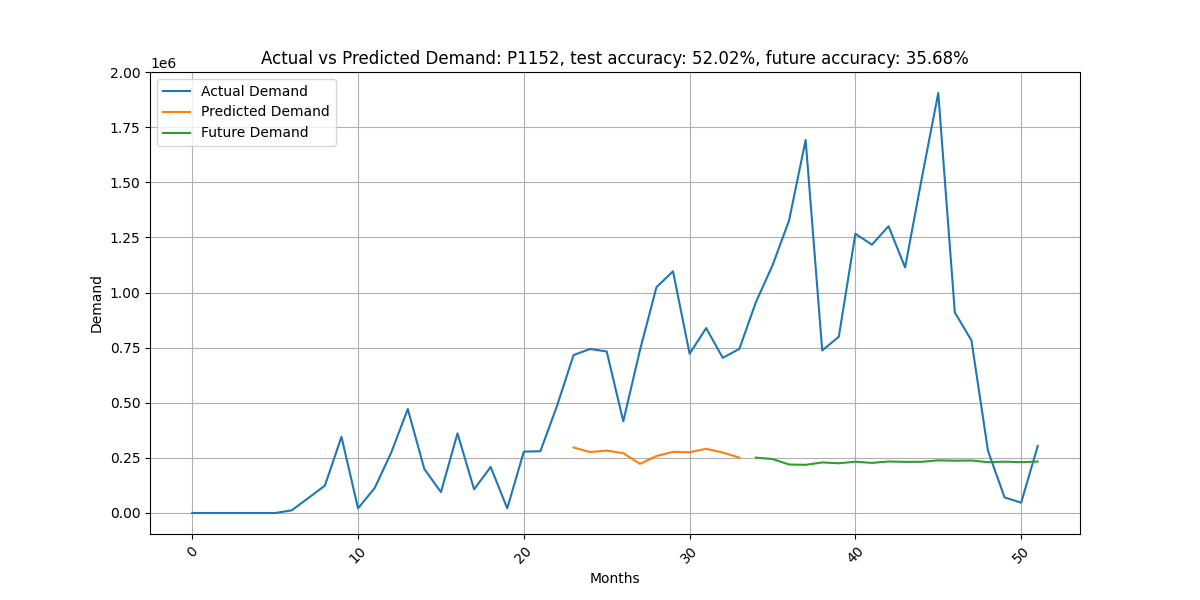 Actual vs Predicted Demand: P1152, test accuracy: 52.02%, future accuracy: 35.68%
1e6
Actual Demand
Predicted Demand
Future Demand
2.00
1.75
1.50
1.25
1.00
0.75
0.50
0.25
0.00
Demand
0
10
20
30
40
50
Months